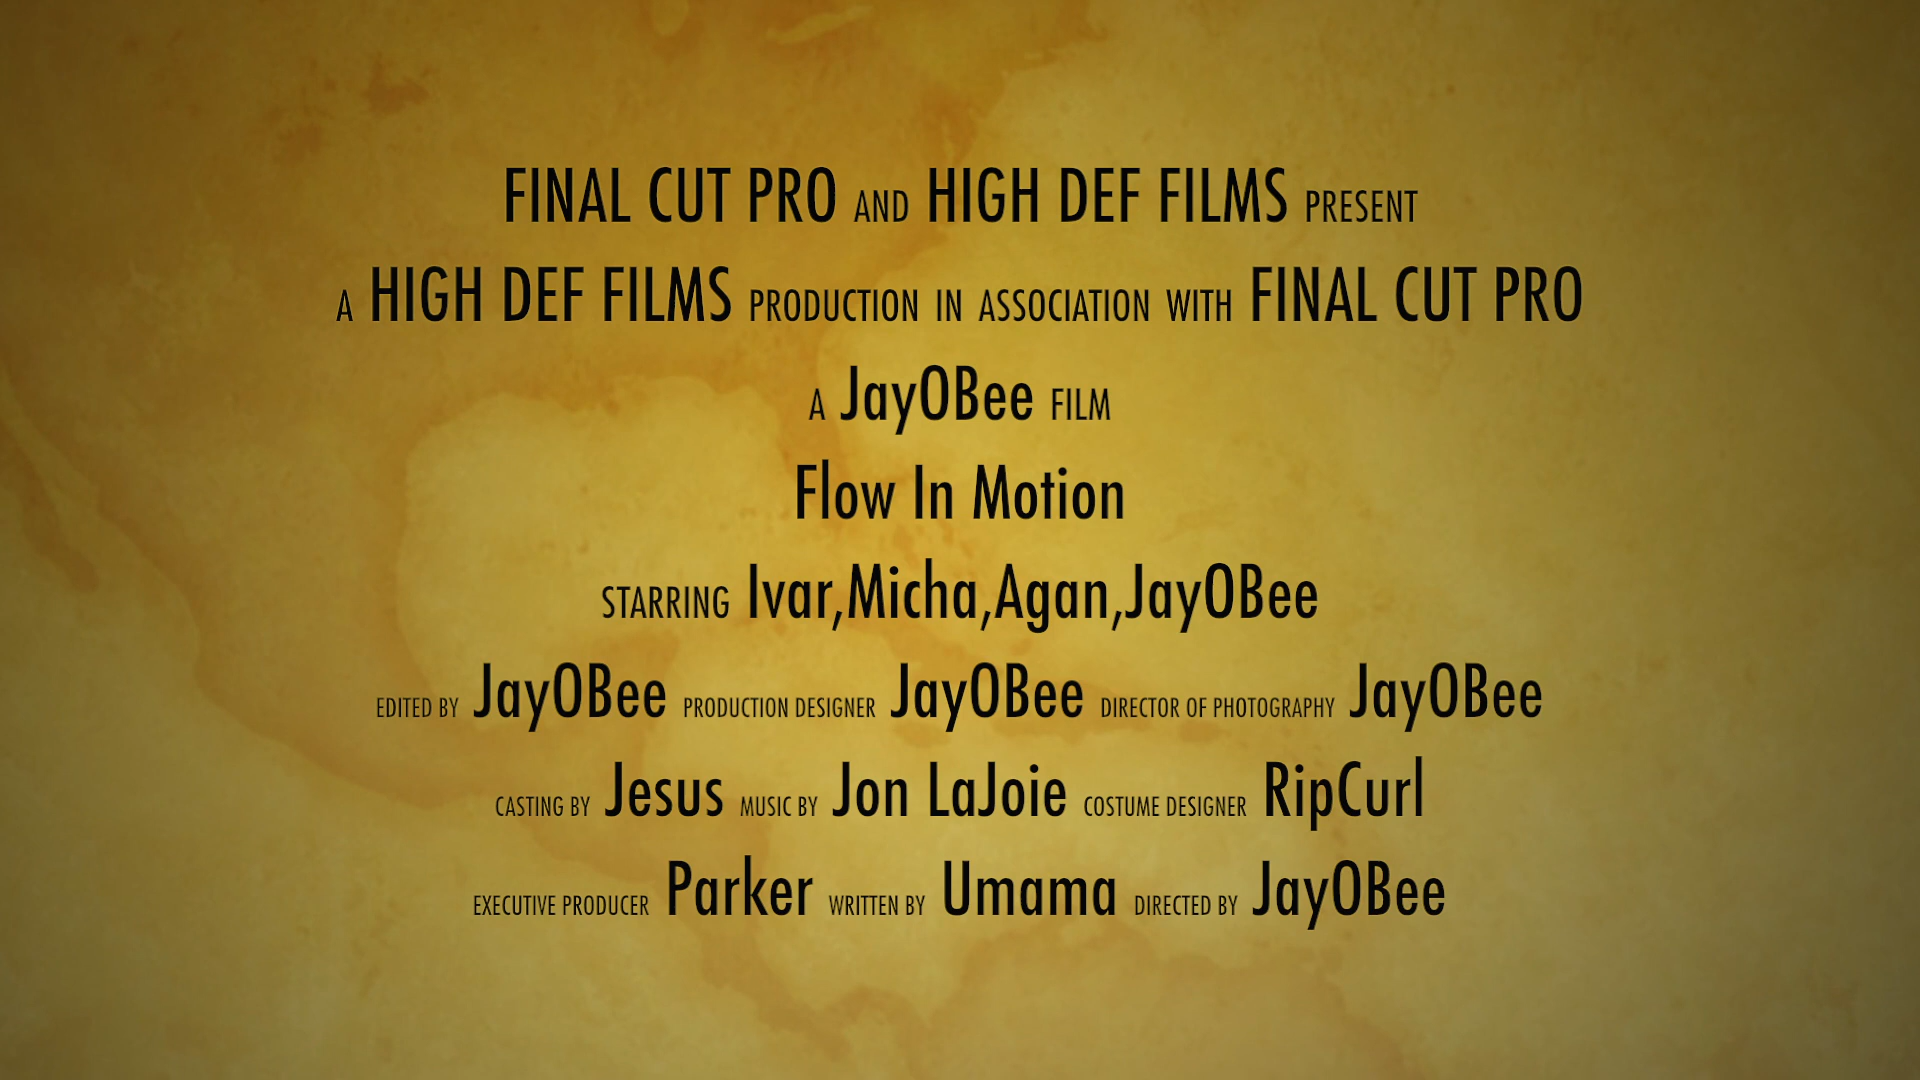 FINAL CUT PRO AND HIGH DEF FILMS PRESENT
A HIGH DEF FILMS PRODUCTION IN ASSOCIATION WITH FINAL CUT PRO
A JayOBee FILM
Flow In Motion
STARRING Ivar,Micha,Agan,JayOBee
EDITED BY JayOBee PRODUCTION DESIGNER JayOBee DIRECTOR OF PHOTOGRAPHY JayOBee
CASTING BY Jesus MUSIC BY Jon LaJoie COSTUME DESIGNER RipCurl
EXECUTIVE PRODUCER Parker WRITTEN BY Umama DIRECTED BY JayOBee